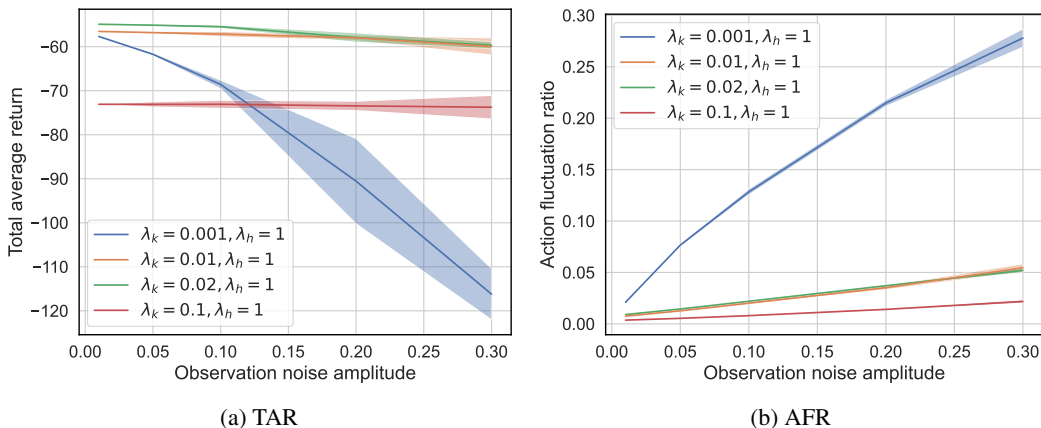 Total average return
−60
−70
−80
−90
−100
−110
−120
λk = 0.001, λh = 1
λk = 0.01, λh = 1
λk = 0.02, λh = 1
λk = 0.1, λh = 1
0.00 0.05 0.10 0.15 0.20 0.25 0.30
Observation noise amplitude
(a) TAR
Action fluctuation ratio
0.30
0.25
0.20
0.15
0.10
0.05
0.00
λk = 0.001, λh = 1
λk = 0.01, λh = 1
λk = 0.02, λh = 1
λk = 0.1, λh = 1
0.00 0.05 0.10 0.15 0.20 0.25 0.30
Observation noise amplitude
(b) AFR